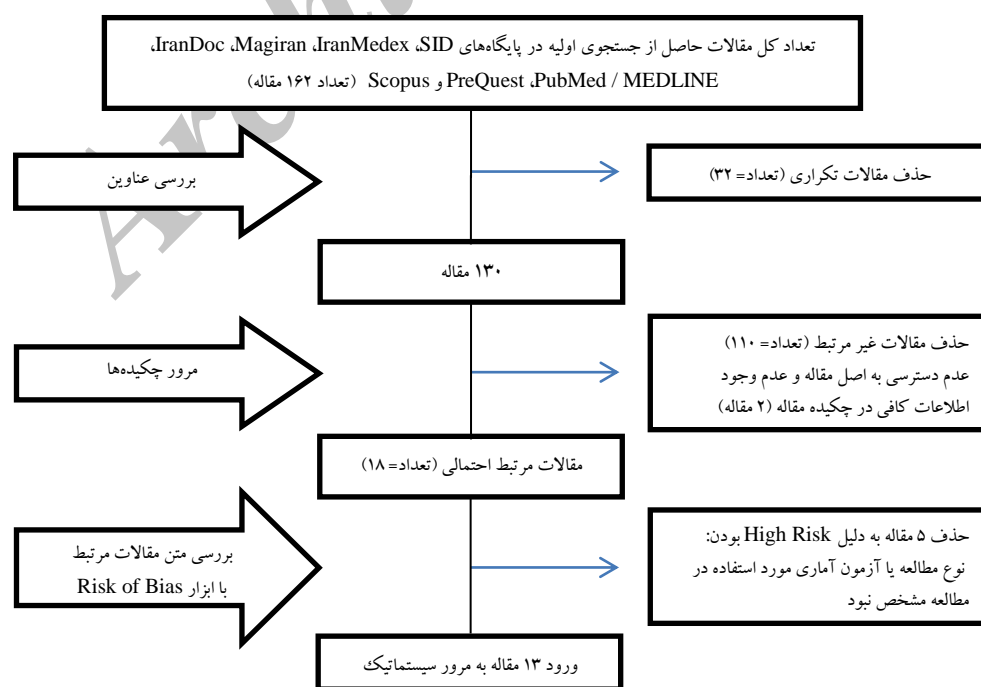 تعداد کل مقالات حاصل از جستجوی اولیه در پایگاه‌های SID، IranMedex، Magiran، IranDoc،
PubMed / MEDLINE، PreQuest و Scopus (تعداد ۱۶۲ مقاله)
بررسی عناوین
حذف مقالات تکراری (تعداد= ۳۲)
۱۳۰ مقاله
مرور چکیده‌ها
حذف مقالات غیر مرتبط (تعداد= ۱۱۰)
عدم دسترسی به اصل مقاله و عدم وجود
اطلاعات کافی در چکیده مقاله (۲ مقاله)
مقالات مرتبط احتمالی (تعداد= ۱۸)
بررسی متن مقالات مرتبط
با ابزار Risk of Bias
حذف ۵ مقاله به دلیل High Risk بودن:
نوع مطالعه یا آزمون آماری مورد استفاده در
مطالعه مشخص نبود
ورود ۱۳ مقاله به مرور سیستماتیک